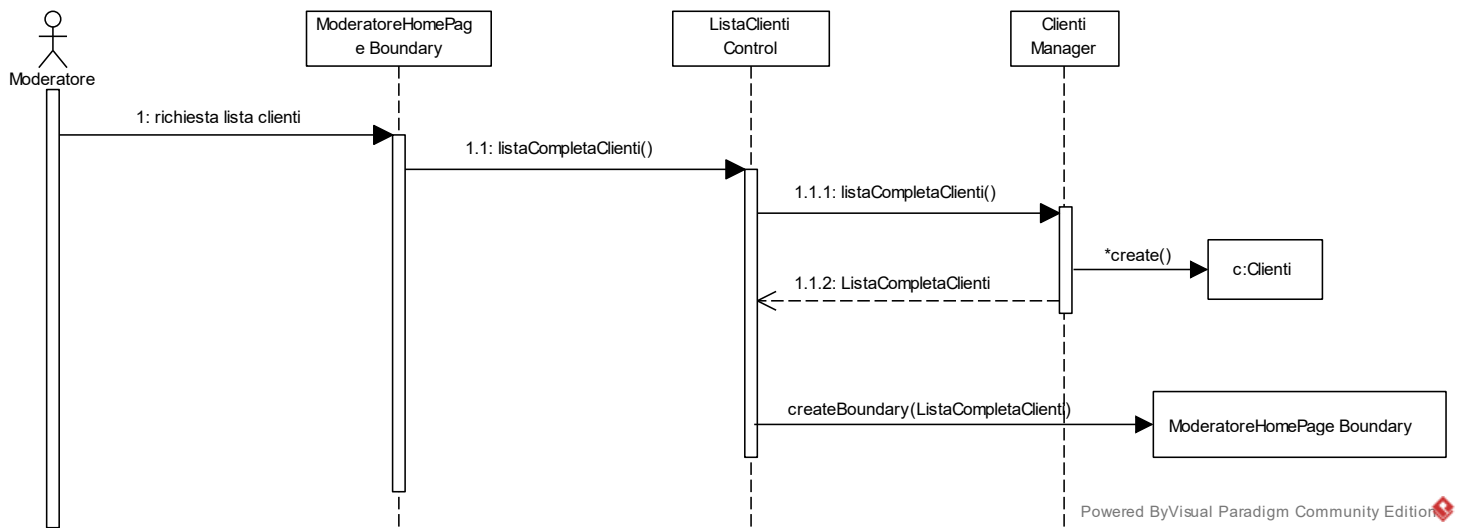 ModeratoreHomePag
e Boundary
ListaClienti
Control
Clienti
Manager
Moderatore
1: richiesta lista clienti
1.1: listaCompletaClienti()
1.1.1: listaCompletaClienti()
*create()
c:Clienti
1.1.2: ListaCompletaClienti
createBoundary(ListaCompletaClienti)
ModeratoreHomePage Boundary
Powered ByVisual Paradigm Community Edition